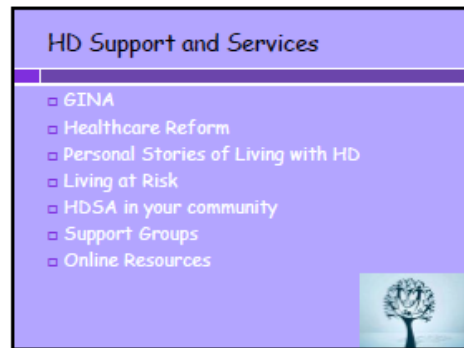 HD Support and Services
GINA
Healthcare Reform
Personal Stories of Living with HD
Living at Risk
HDSA in your community
Support Groups
Online Resources